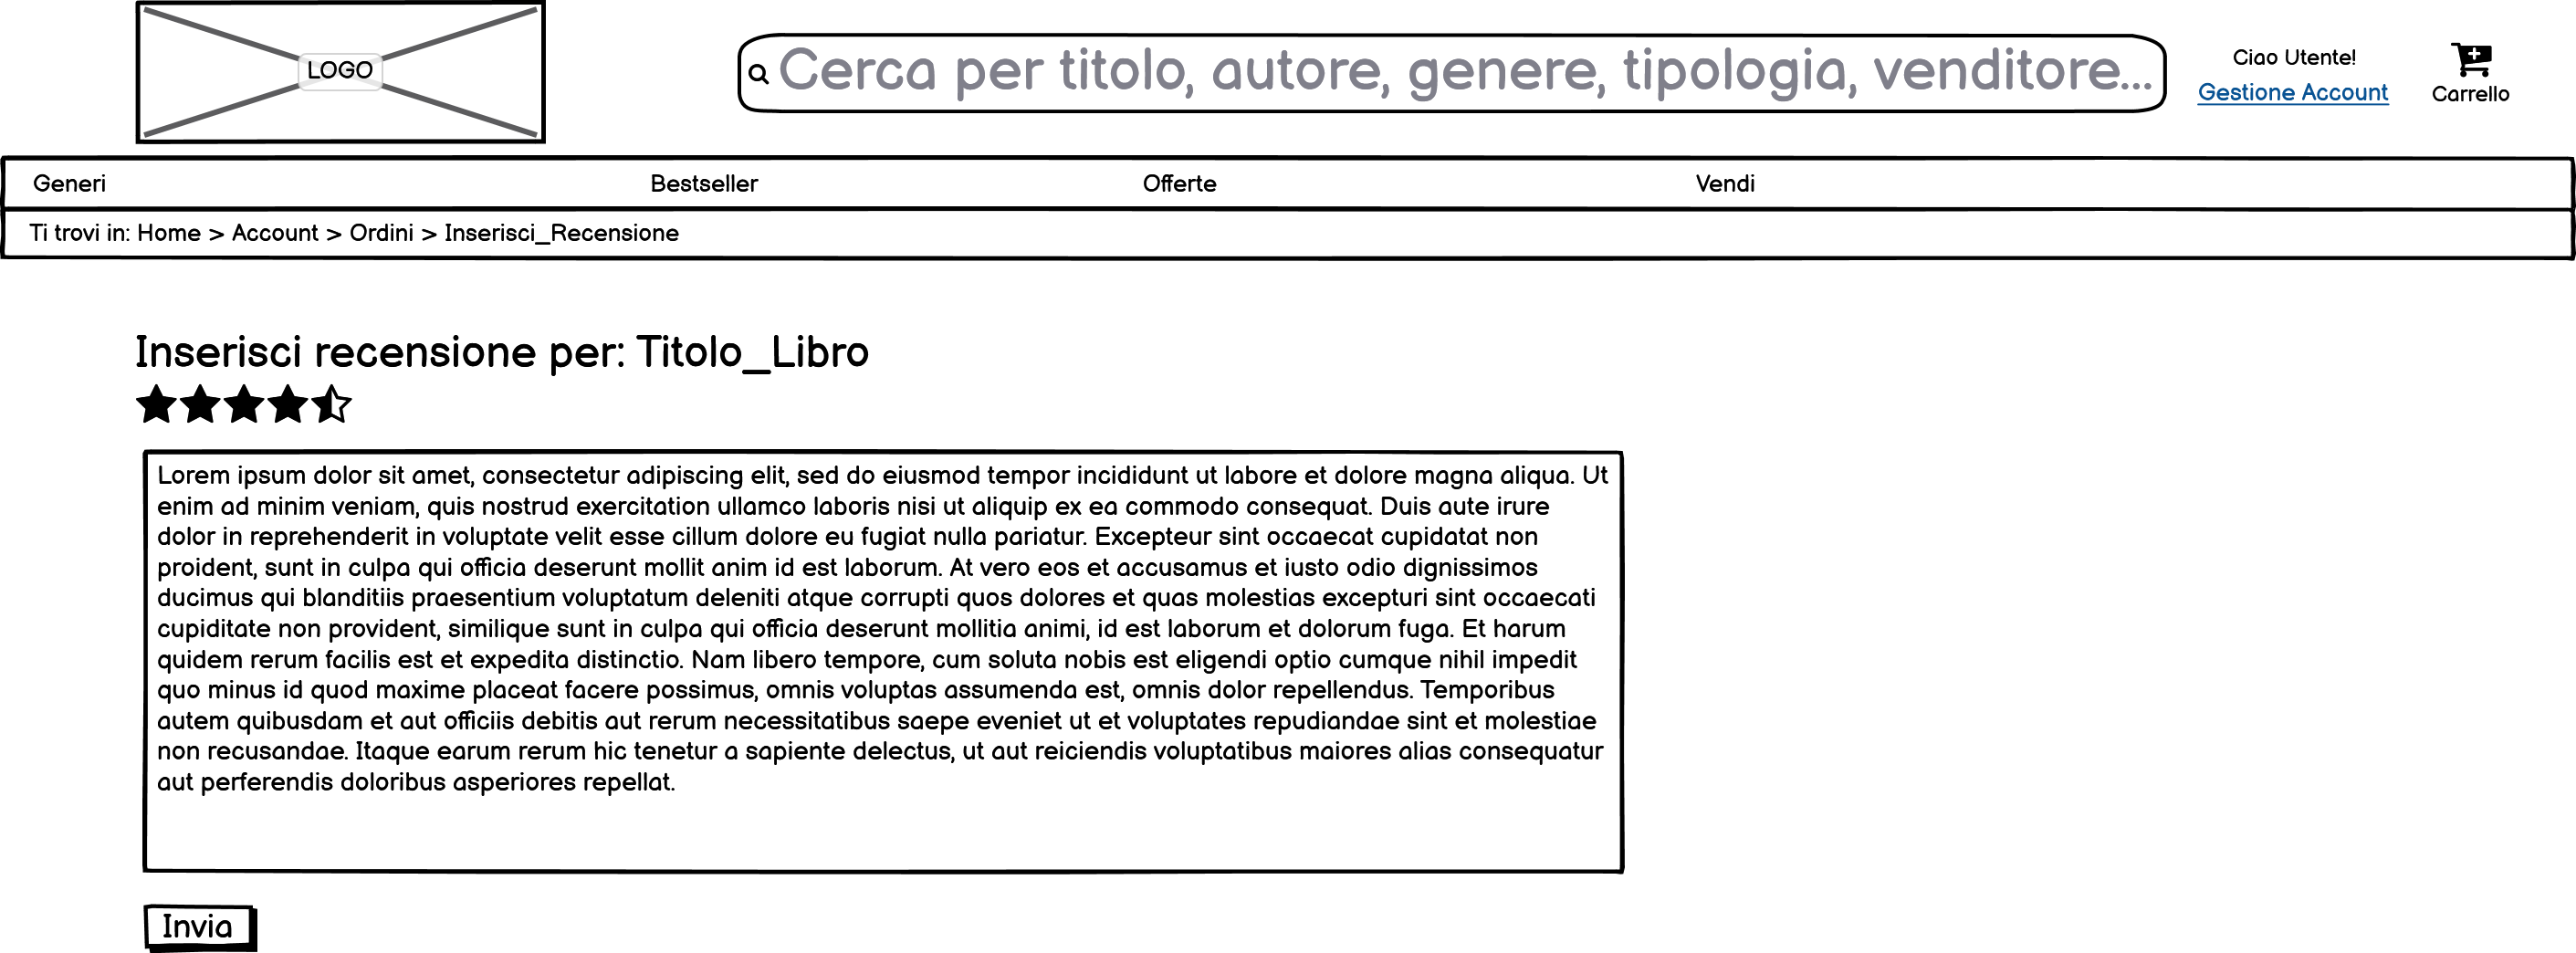 LOGO
Cerca per titolo, autore, genere, tipologia, venditore...
Ciao Utente!
Gestione Account
Carrello
Generi
Bestseller
Offerte
Vendi
Ti trovi in: Home > Account > Ordini > Inserisci_Recensione
Inserisci recensione per: Titolo_Libro
Lorem ipsum dolor sit amet, consectetur adipiscing elit, sed do eiusmod tempor incididunt ut labore et dolore magna aliqua. Ut
enim ad minim veniam, quis nostrud exercitation ullamco laboris nisi ut aliquip ex ea commodo consequat. Duis aute irure
dolor in reprehenderit in voluptate velit esse cillum dolore eu fugiat nulla pariatur. Excepteur sint occaecat cupidatat non
proident, sunt in culpa qui officia deserunt mollit anim id est laborum. At vero eos et accusamus et iusto odio dignissimos
ducimus qui blanditiis praesentium voluptatum deleniti atque corrupti quos dolores et quas molestias excepturi sint occaecati
cupiditate non provident, similique sunt in culpa qui officia deserunt mollitia animi, id est laborum et dolorum fuga. Et harum
quidem rerum facilis est et expedita distinctio. Nam libero tempore, cum soluta nobis est eligendi optio cumque nihil impedit
quo minus id quod maxime placeat facere possimus, omnis voluptas assumenda est, omnis dolor repellendus. Temporibus
autem quibusdam et aut officiis debitis aut rerum necessitatibus saepe eveniet ut et voluptates repudiandae sint et molestiae
non recusandae. Itaque earum rerum hic tenetur a sapiente delectus, ut aut reiciendis voluptatibus maiores alias consequatur
aut perferendis doloribus asperiores repellat.
Invia